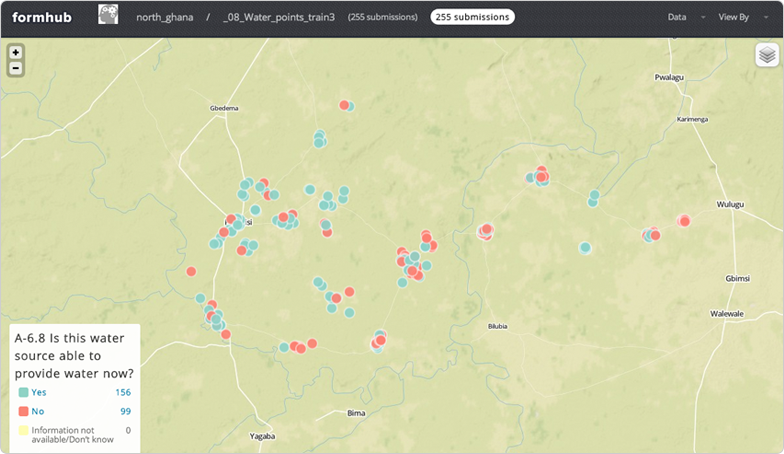 formhub north_ghana / _08_Water_points_train3 (255 submissions) 255 submissions Data View By
+
−
Pwalagu
Gbedema
Karimenga
Wulugu
Gbimsi
Walewale
Bilubia
A-6.8 Is this water
source able to
provide water now?
Yes 156
No 99
Information not 0
available/Don't know
Bima
Yagaba